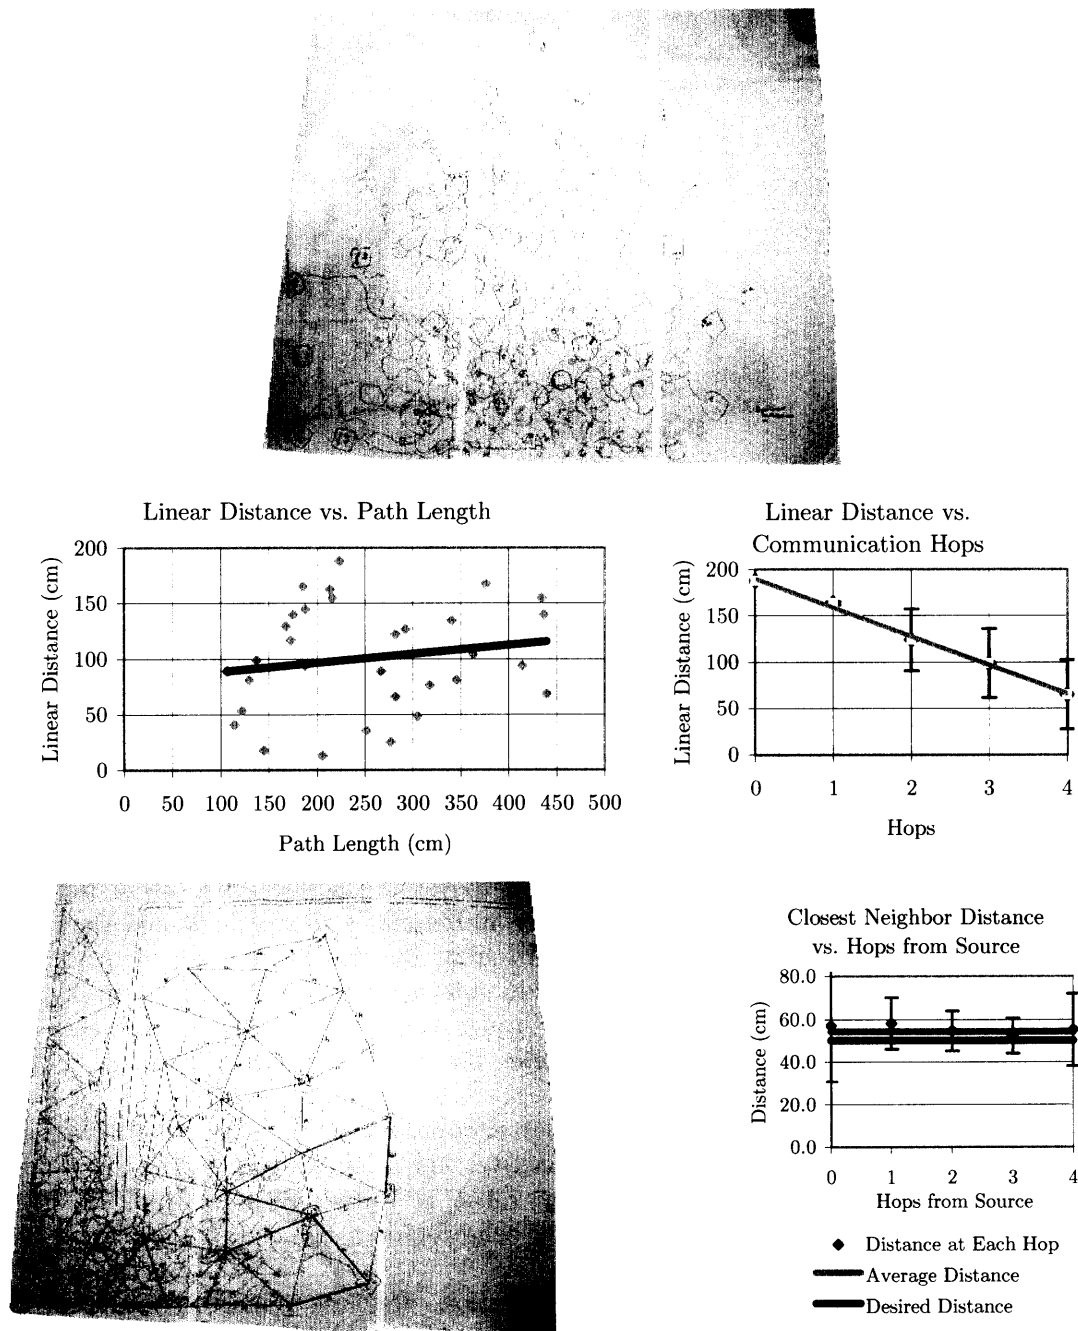 Linear Distance vs. Path Length
Linear Distance (cm)
200
150
100
50
0
0 50 100 150 200 250 300 350 400 450 500
Path Length (cm)
Linear Distance vs.
Communication Hops
Linear Distance (cm)
200
150
100
50
0
0 1 2 3 4
Hops
Closest Neighbor Distance
vs. Hops from Source
Distance (cm)
80.0
60.0
40.0
20.0
0.0
0 1 2 3 4
Hops from Source
Distance at Each Hop
Average Distance
Desired Distance